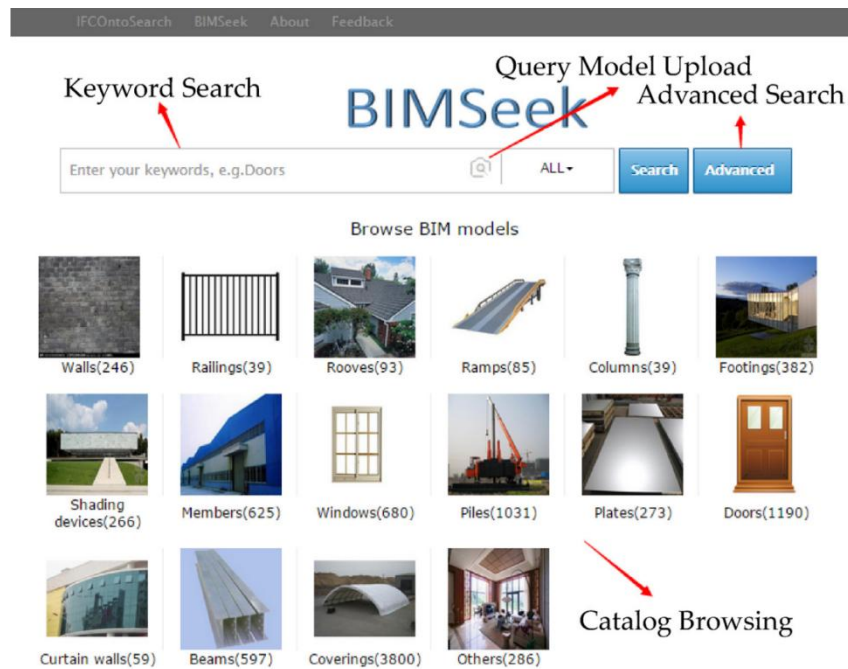 IFCOntoSearch BIMSeek About Feedback
Query Model Upload
Keyword Search
Advanced Search
BIMSeek
Enter your keywords, e.g.Doors ALL Search Advanced
Browse BIM models
Walls(246) Railings(39) Rooves(93) Ramps(85) Columns(39) Footings(382)
Shading
devices(266) Members(625) Windows(680) Piles(1031) Plates(273) Doors(1190)
Catalog Browsing
Curtain walls(59) Beams(597) Coverings(3800) Others(286)